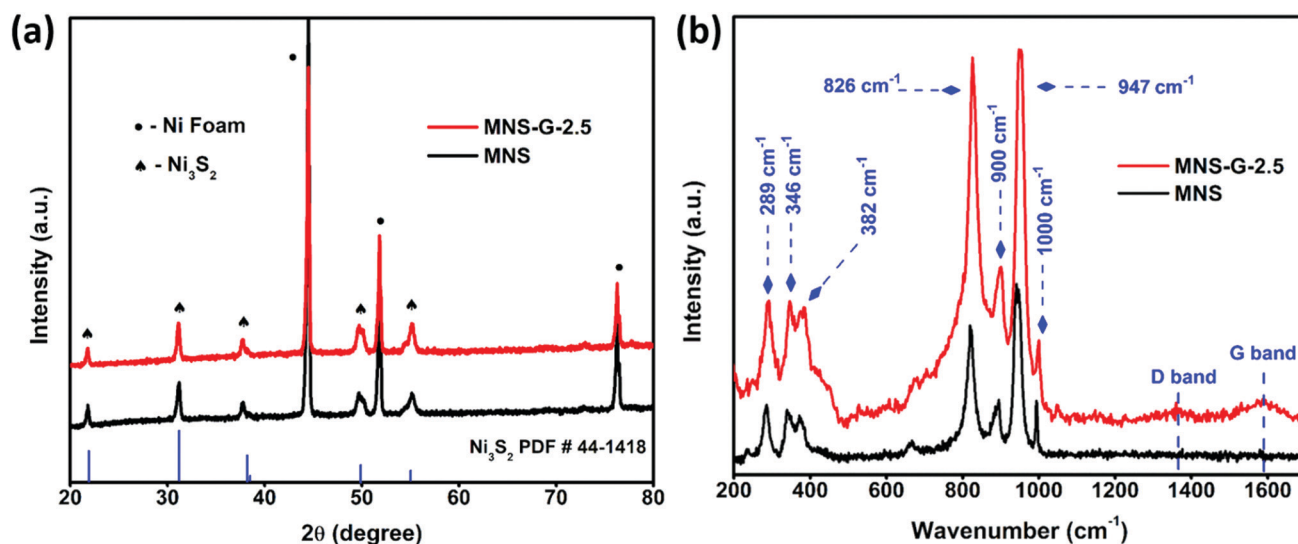 (a)
● - Ni Foam
♠ - Ni₃S₂
MNS-G-2.5
MNS
Ni₃S₂ PDF # 44-1418
Intensity (a.u.)
20 30 40 50 60 70 80
2θ (degree)
(b)
826 cm⁻¹
947 cm⁻¹
289 cm⁻¹
346 cm⁻¹
382 cm⁻¹
900 cm⁻¹
1000 cm⁻¹
MNS-G-2.5
MNS
D band
G band
Intensity (a.u.)
200 400 600 800 1000 1200 1400 1600
Wavenumber (cm⁻¹)